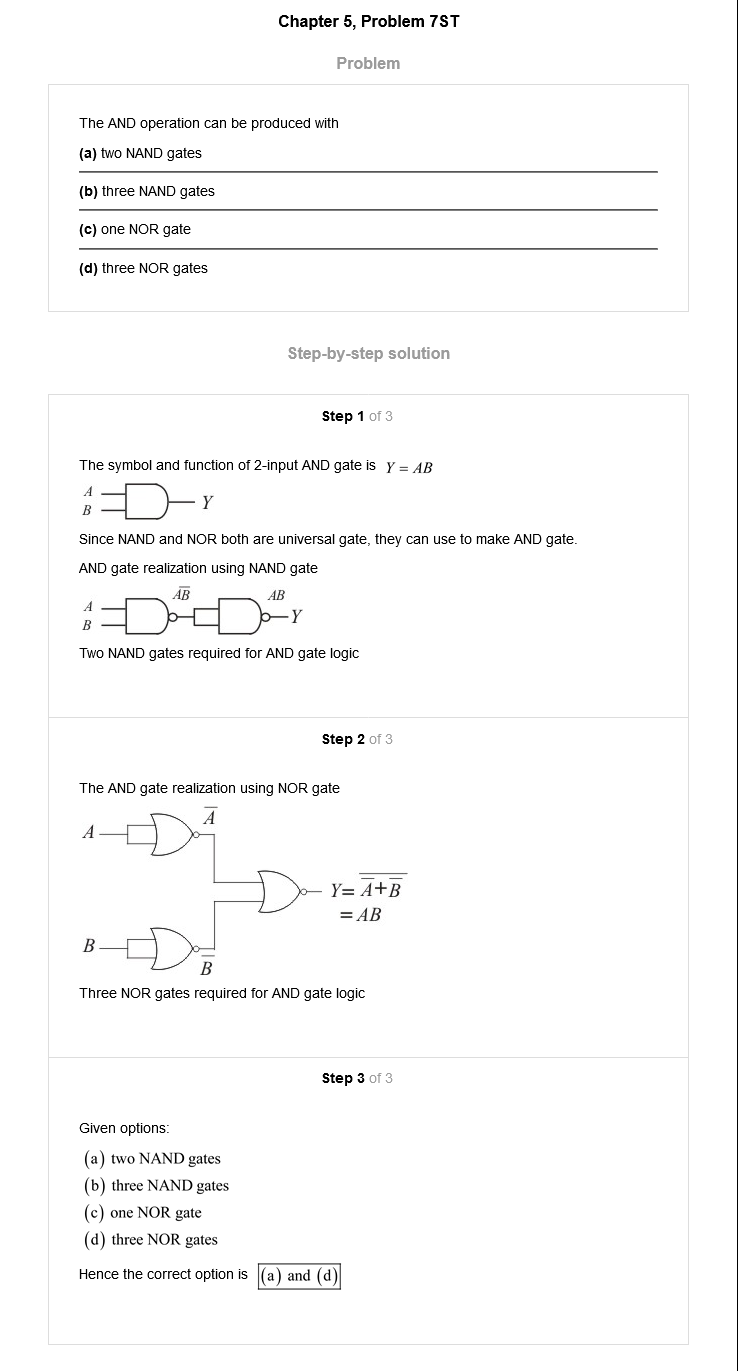 Chapter 5, Problem 7ST
Problem
The AND operation can be produced with
(a) two NAND gates
(b) three NAND gates
(c) one NOR gate
(d) three NOR gates
Step-by-step solution
Step 1 of 3
The symbol and function of 2-input AND gate is Y = AB
A
B
Y
Since NAND and NOR both are universal gate, they can use to make AND gate.
AND gate realization using NAND gate
A̅B̅ AB
A
B
Y
Two NAND gates required for AND gate logic
Step 2 of 3
The AND gate realization using NOR gate
A̅
A
Y= \overline{A̅+B̅}
= AB
B
B̅
Three NOR gates required for AND gate logic
Step 3 of 3
Given options:
(a) two NAND gates
(b) three NAND gates
(c) one NOR gate
(d) three NOR gates
Hence the correct option is (a) and (d)